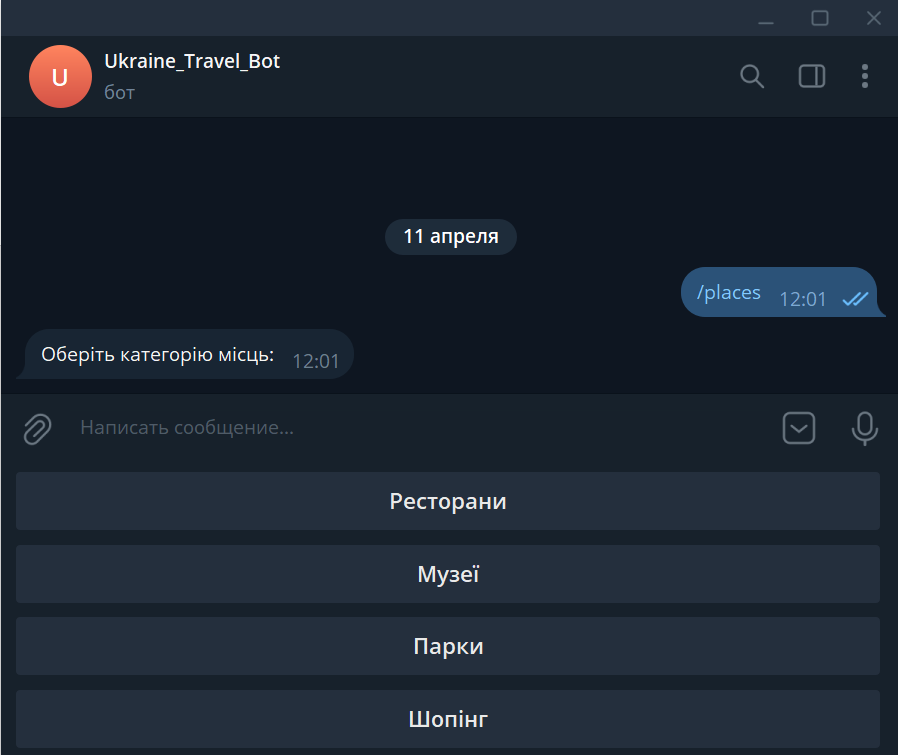 Ukraine_Travel_Bot
U
бот
11 апреля
/places 12:01
Оберіть категорію місць: 12:01
Написать сообщение...
Ресторани
Музеї
Парки
Шопінг